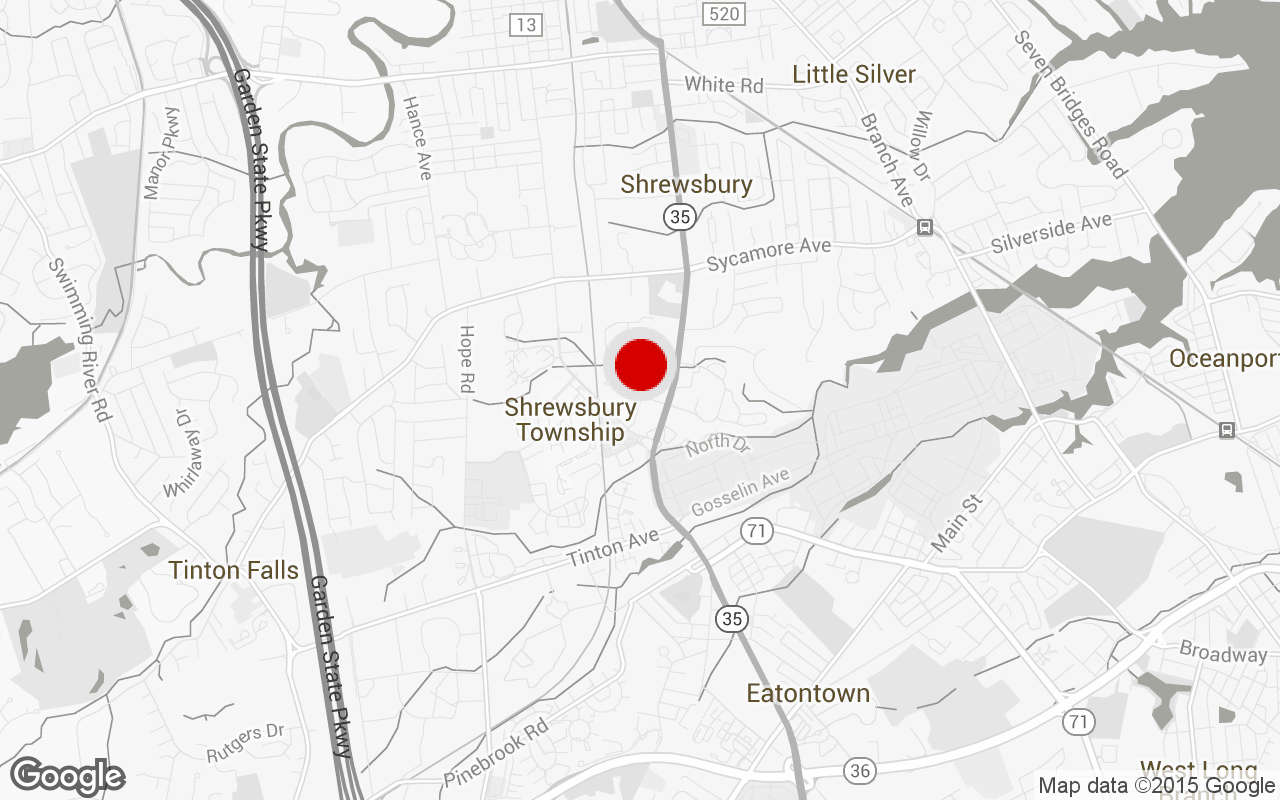 520
13
Little Silver
White Rd
Seven Bridges Road
Garden State Pkwy
Hance Ave
Manor Pkwy
Branch Ave
Willow Dr
Shrewsbury
35
Silverside Ave
Sycamore Ave
Swimming River Rd
Hope Rd
Oceanport
Shrewsbury
Township
Whirlaway Dr
North Dr
Gosselin Ave
71
Main St
Tinton Ave
Tinton Falls
Garden State Pkwy
35
Broadway
Eatontown
71
Rutgers Dr
Pinebrook Rd
36
West Long
Branch
Google
Map data ©2015 Google